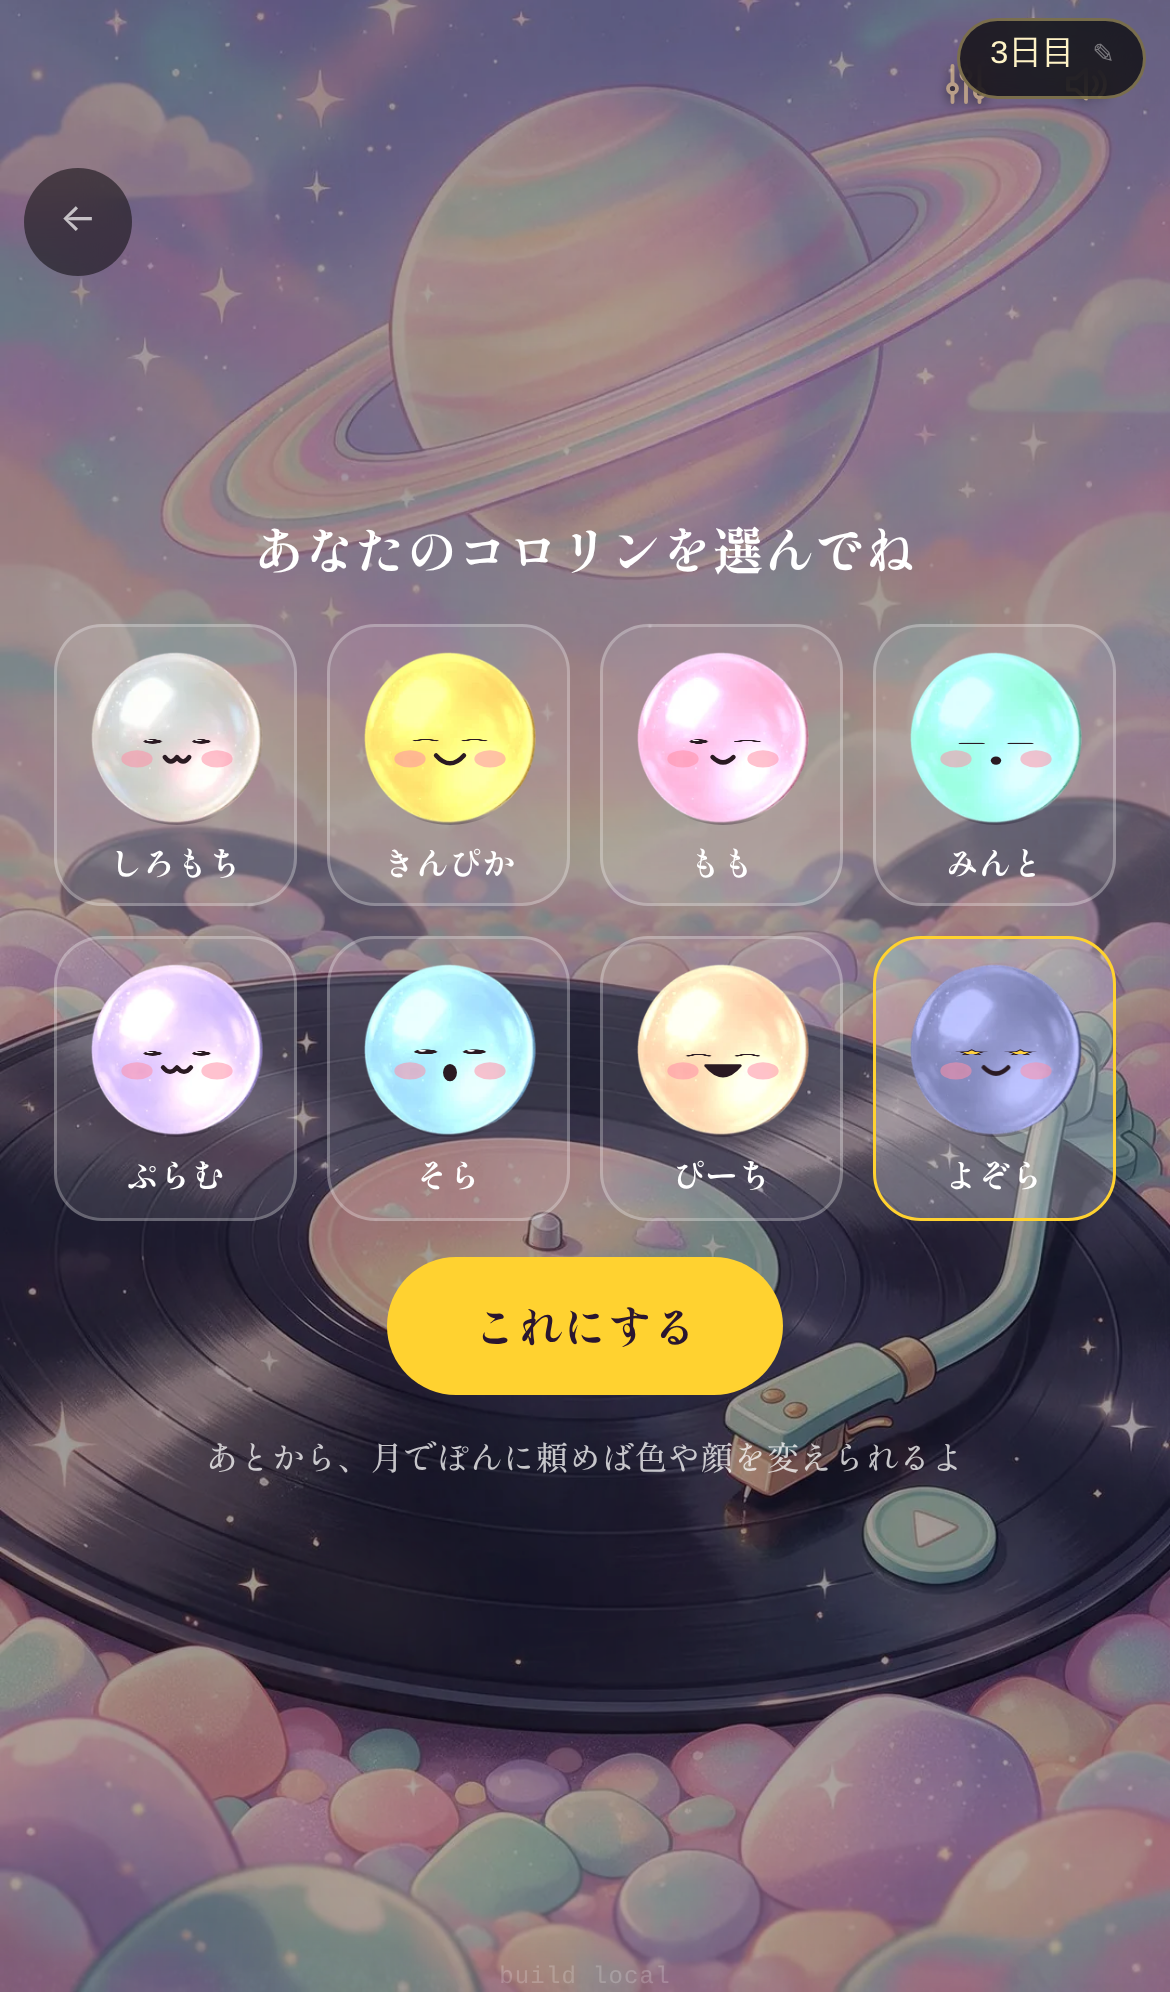 3日目 ✎
←
あなたのコロリンを選んでね
しろもち
きんぴか
もも
みんと
ぷらむ
そら
ぴーち
よぞら
これにする
あとから、月でぽんに頼めば色や顔を変えられるよ
build local